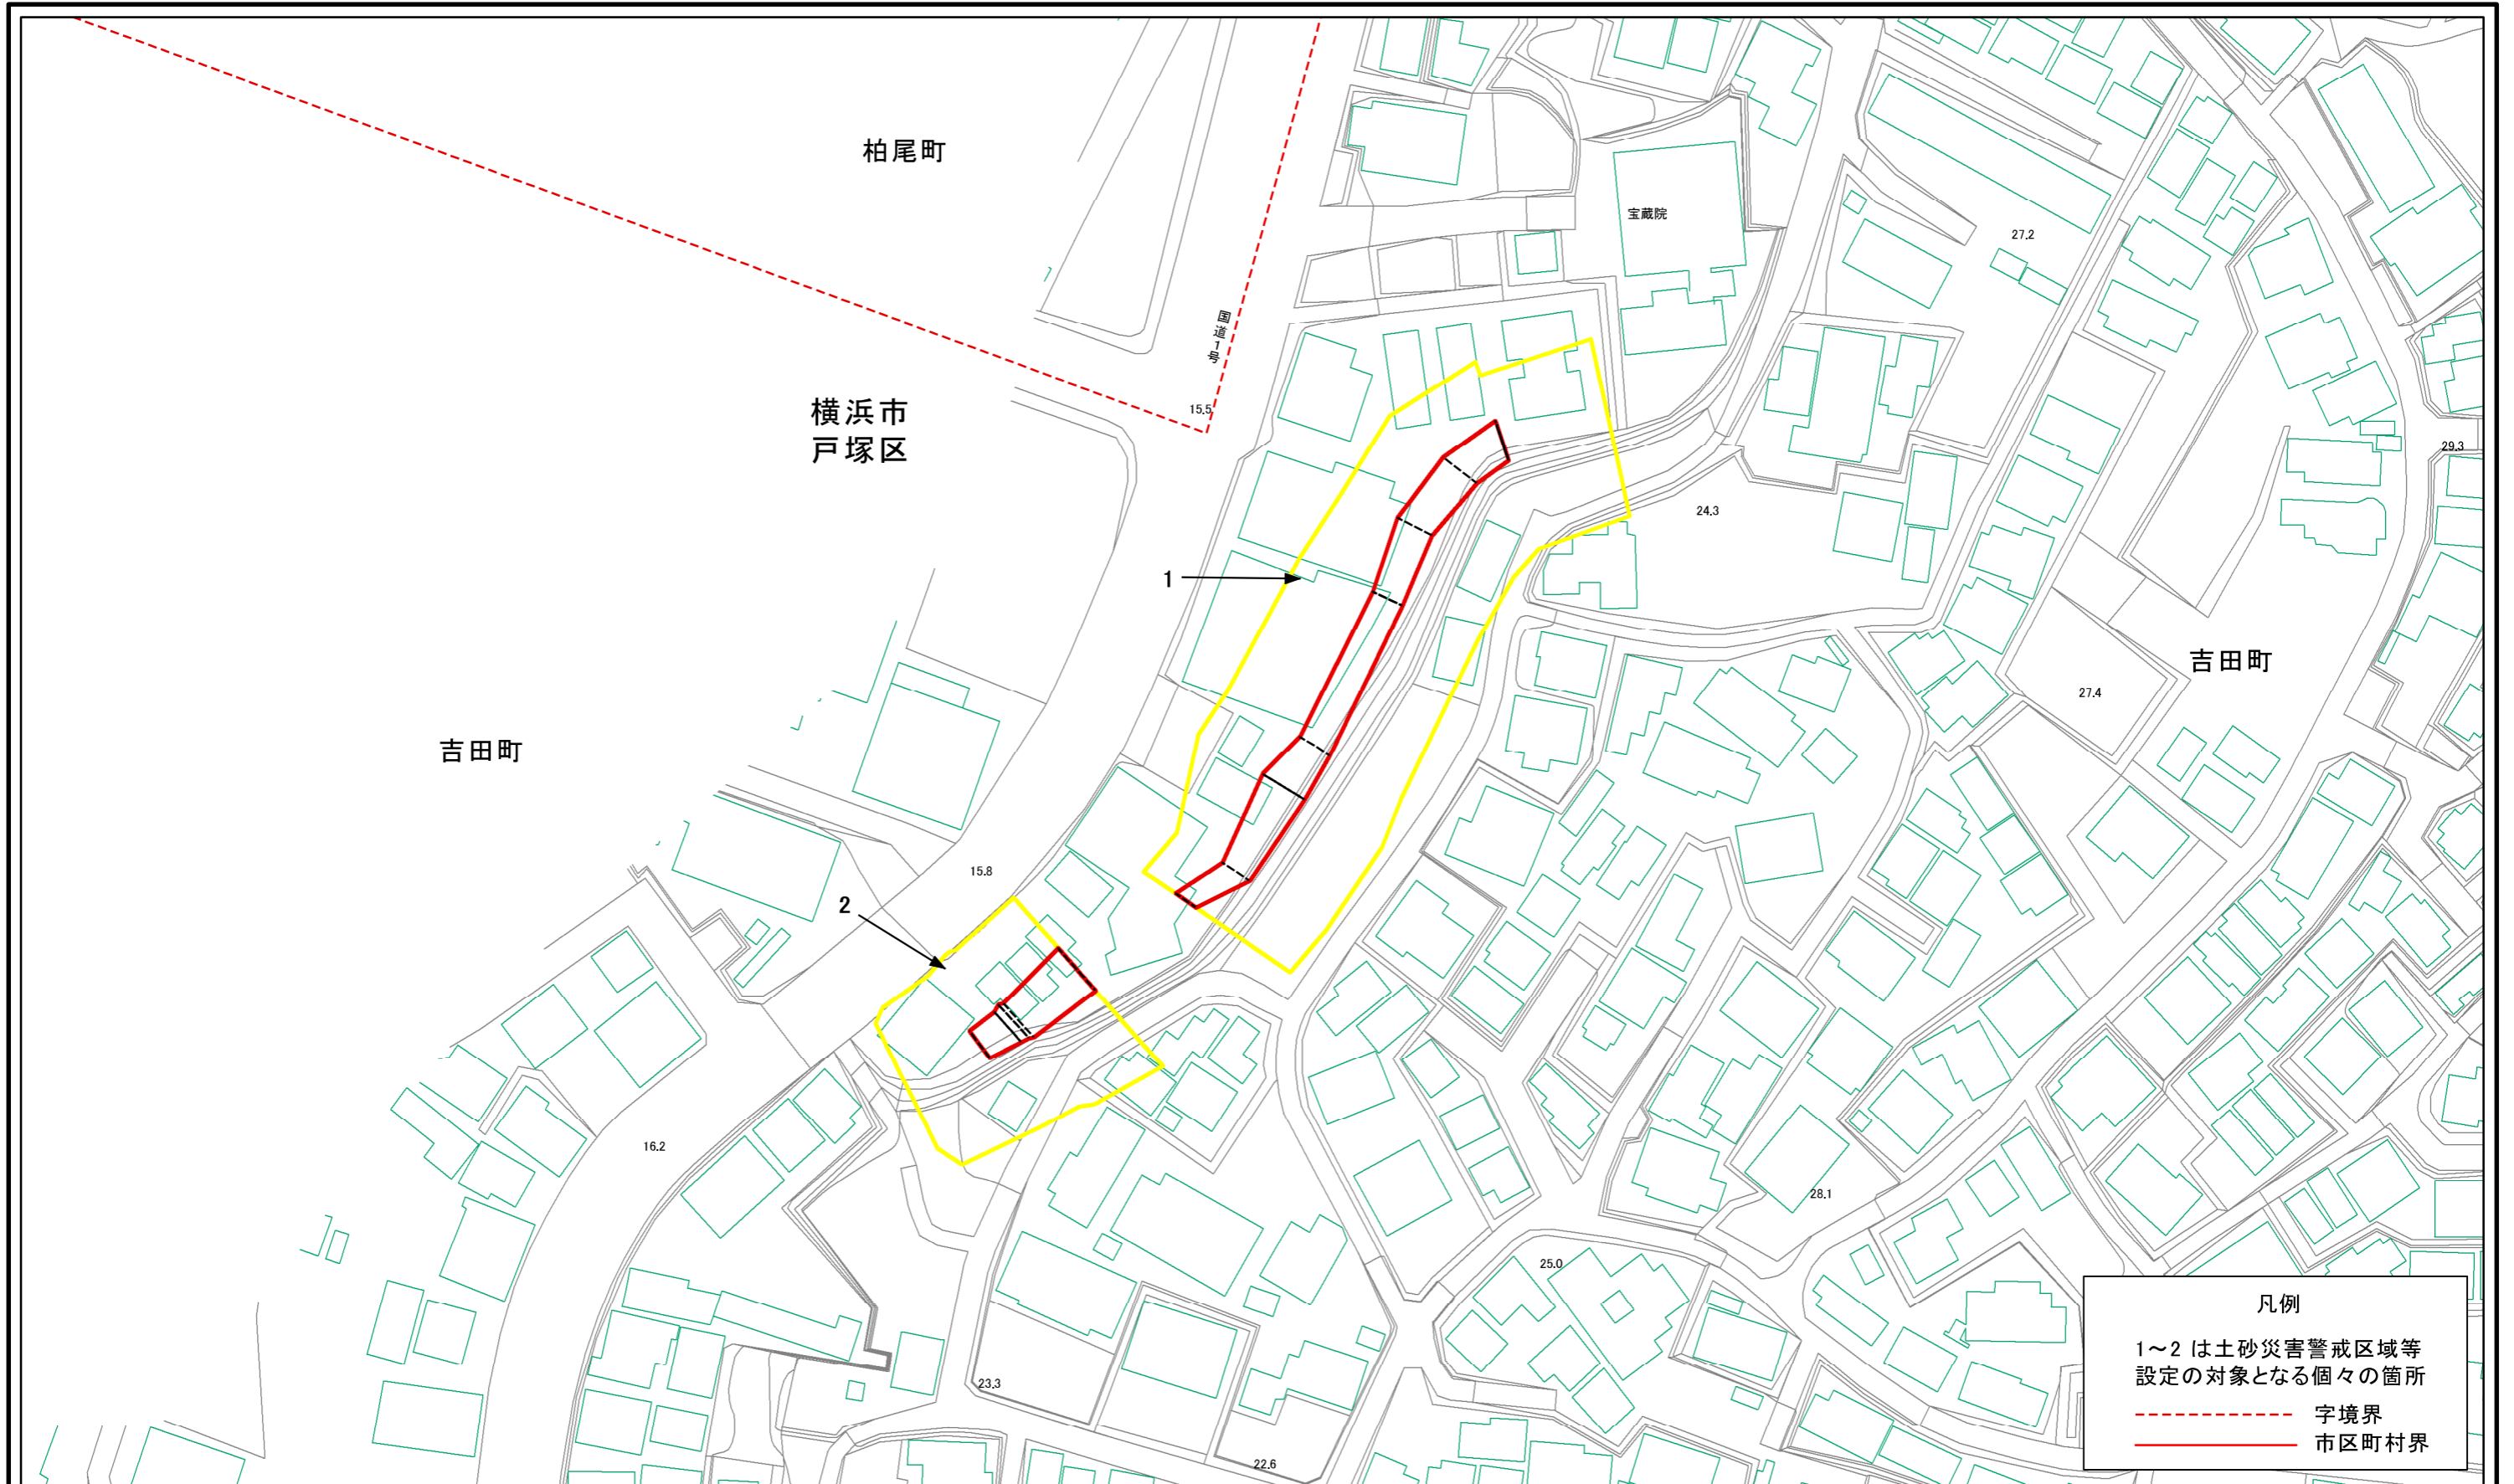 柏尾町
宝蔵院
27.2
国道1号
横浜市
戸塚区
15.5
29.3
24.3
1
吉田町
27.4
吉田町
15.8
2
16.2
28.1
25.0
23.3
22.6
凡例
1～2 は土砂災害警戒区域等
設定の対象となる個々の箇所
字境界
市区町村界